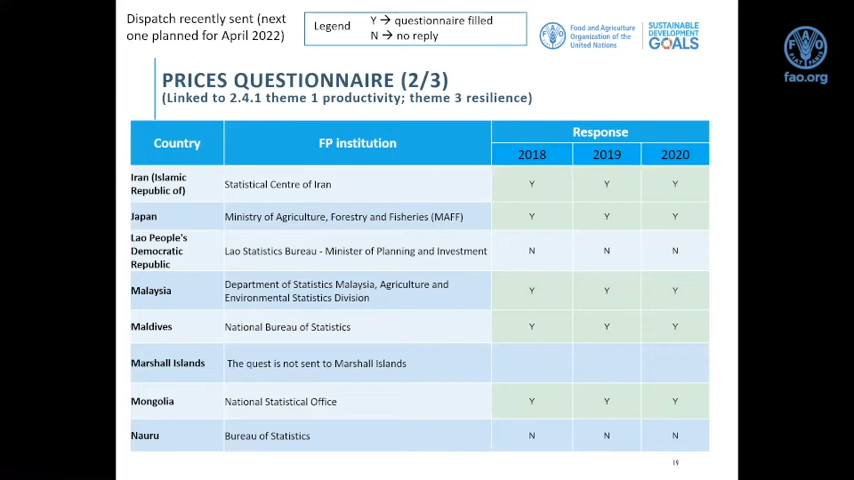 Dispatch recently sent (next
one planned for April 2022)
Legend
Y → questionnaire filled
N → no reply
Food and Agriculture
Organization of the
United Nations
SUSTAINABLE
DEVELOPMENT
GOALS
FAO
FIAT PANIS
fao.org
PRICES QUESTIONNAIRE (2/3)
(Linked to 2.4.1 theme 1 productivity; theme 3 resilience)
Country FP institution Response
2018 2019 2020
Iran (Islamic
Republic of) Statistical Centre of Iran Y Y Y
Japan Ministry of Agriculture, Forestry and Fisheries (MAFF) Y Y Y
Lao People's
Democratic
Republic Lao Statistics Bureau - Minister of Planning and Investment N N N
Malaysia Department of Statistics Malaysia, Agriculture and
Environmental Statistics Division Y Y Y
Maldives National Bureau of Statistics Y Y Y
Marshall Islands The quest is not sent to Marshall Islands
Mongolia National Statistical Office Y Y Y
Nauru Bureau of Statistics N N N
19